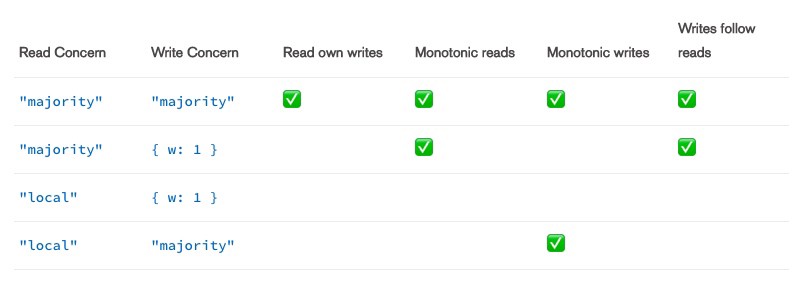 Read Concern Write Concern Read own writes Monotonic reads Monotonic writes Writes follow reads
"majority" "majority" ✅ ✅ ✅ ✅
"majority" { w: 1 } ✅ ✅
"local" { w: 1 }
"local" "majority" ✅